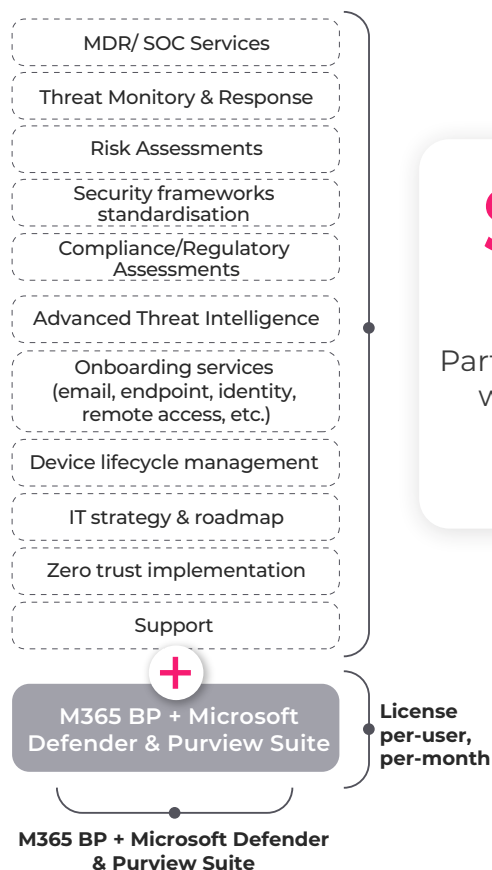 MDR/ SOC Services
Threat Monitory & Response
Risk Assessments
Security frameworks
standardisation
Compliance/Regulatory
Assessments
Advanced Threat Intelligence
Onboarding services
(email, endpoint, identity,
remote access, etc.)
Device lifecycle management
IT strategy & roadmap
Zero trust implementation
Support
+
M365 BP + Microsoft
Defender & Purview Suite
License
per-user,
per-month
M365 BP + Microsoft Defender
& Purview Suite